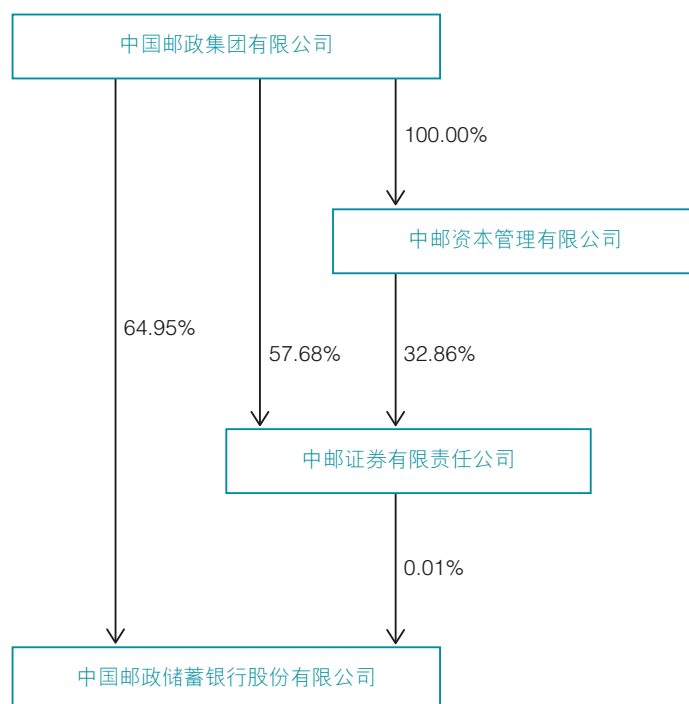 中国邮政集团有限公司
100.00%
中邮资本管理有限公司
64.95%
57.68%
32.86%
中邮证券有限责任公司
0.01%
中国邮政储蓄银行股份有限公司